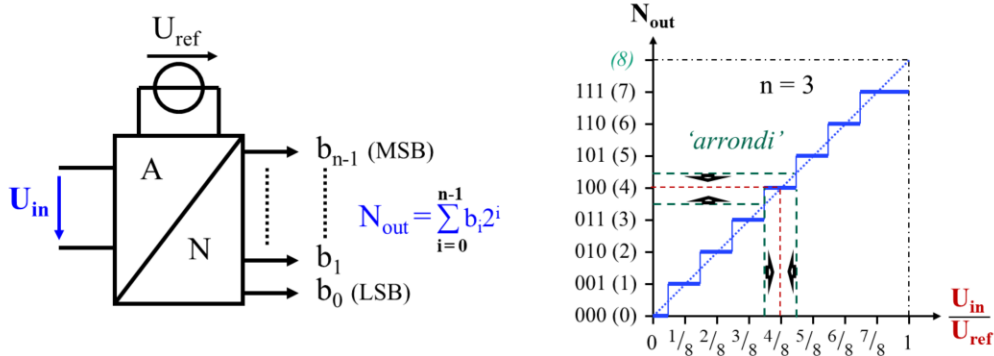 U_ref
A
N
U_in
b_n-1 (MSB)
N_out = Σ b_i 2^i
n-1
i = 0
b_1
b_0 (LSB)
N_out
(8)
n = 3
111 (7)
110 (6)
'arrondi'
101 (5)
100 (4)
011 (3)
010 (2)
001 (1)
000 (0)
0 1/8 2/8 3/8 4/8 5/8 6/8 7/8 1
U_in
U_ref